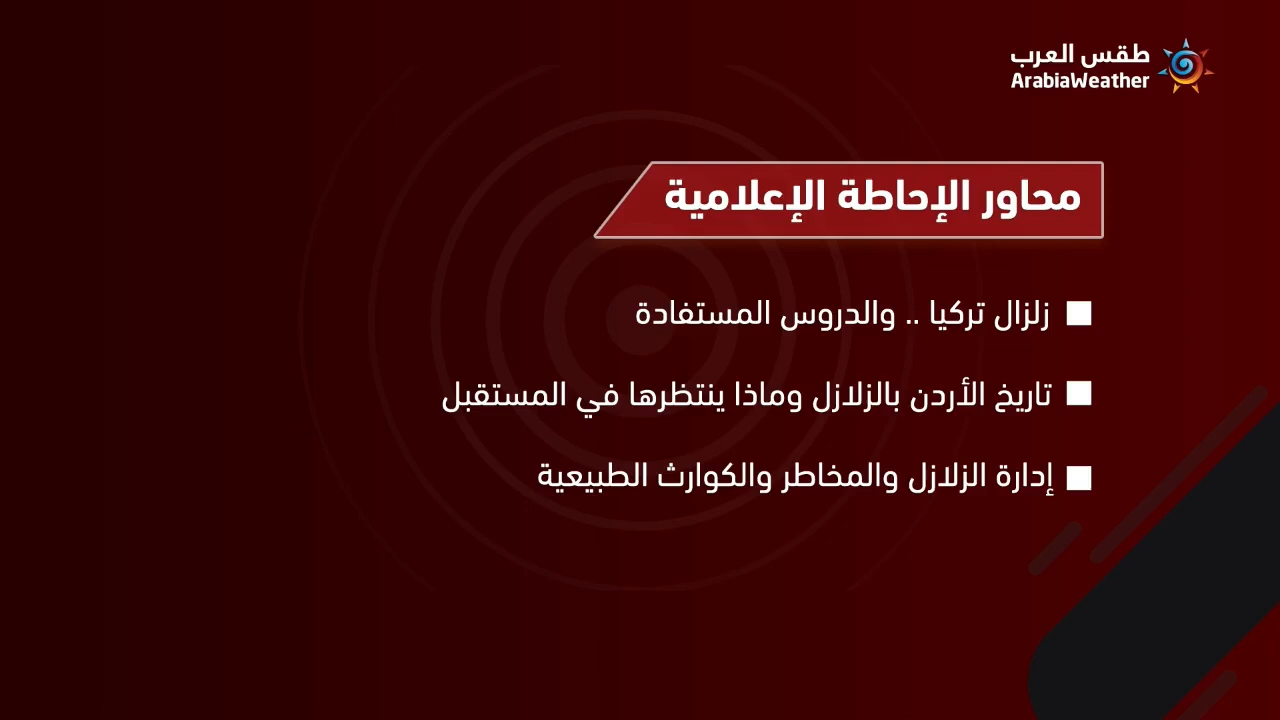 طقس العرب
ArabiaWeather
محاور الإحاطة الإعلامية
زلزال تركيا .. والدروس المستفادة
تاريخ الأردن بالزلازل وماذا ينتظرها في المستقبل
إدارة الزلازل والمخاطر والكوارث الطبيعية